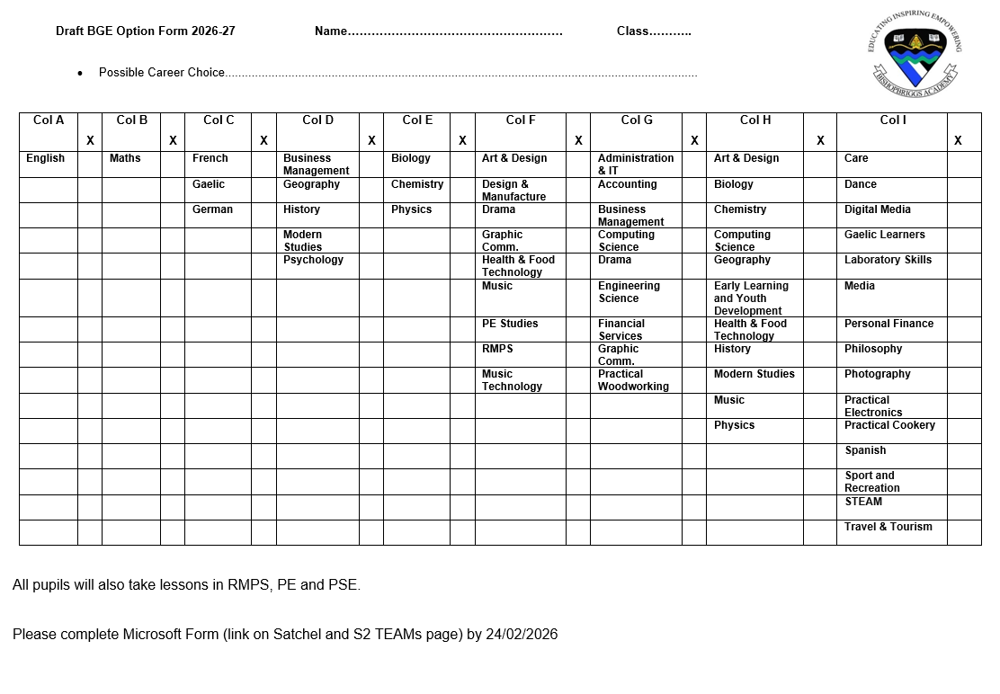 Draft BGE Option Form 2026-27 Name…………………………………………… Class………..
EDUCATING INSPIRING EMPOWERING
BISHOPBRIGGS ACADEMY
• Possible Career Choice............................................................................................................................................
Col A X Col B X Col C X Col D X Col E X Col F X Col G X Col H X Col I X
English Maths French Business Management Biology Art & Design Administration & IT Art & Design Care
Gaelic Geography Chemistry Design & Manufacture Accounting Biology Dance
German History Physics Drama Business Management Chemistry Digital Media
Modern Studies Graphic Comm. Computing Science Computing Science Gaelic Learners
Psychology Health & Food Technology Drama Geography Laboratory Skills
Music Engineering Science Early Learning and Youth Development Media
PE Studies Financial Services Health & Food Technology Personal Finance
RMPS Graphic Comm. History Philosophy
Music Technology Practical Woodworking Modern Studies Photography
Music Practical Electronics
Physics Practical Cookery
Spanish
Sport and Recreation
STEAM
Travel & Tourism
All pupils will also take lessons in RMPS, PE and PSE.
Please complete Microsoft Form (link on Satchel and S2 TEAMs page) by 24/02/2026